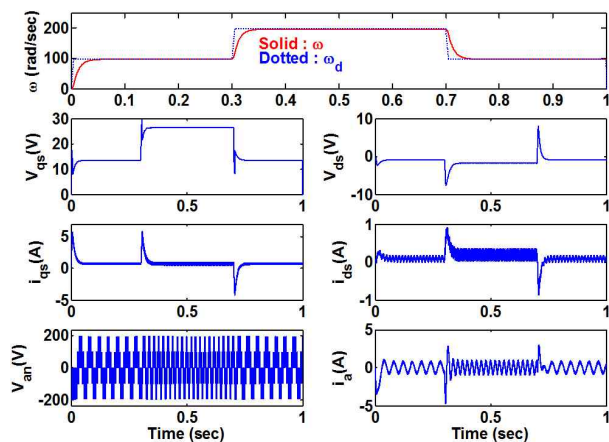 200
100
0
ω (rad/sec)
Solid : ω
Dotted : ω_d
0 0.1 0.2 0.3 0.4 0.5 0.6 0.7 0.8 0.9 1
30
20
10
0
V_qs(V)
0 0.5 1
10
0
-10
V_ds(V)
0 0.5 1
5
0
-5
i_qs(A)
0 0.5 1
1
0
-1
i_ds(A)
0 0.5 1
200
0
-200
V_an(V)
0 0.5 1
Time (sec)
5
0
-5
i_a(A)
0 0.5 1
Time (sec)